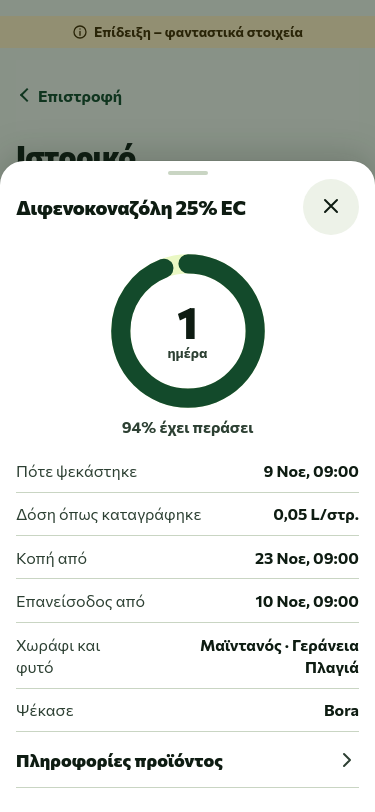 Επίδειξη – φανταστικά στοιχεία
Επιστροφή
Ιστορικό
Διφενοκοναζόλη 25% EC
1
ημέρα
94% έχει περάσει
Πότε ψεκάστηκε 9 Νοε, 09:00
Δόση όπως καταγράφηκε 0,05 L/στρ.
Κοπή από 23 Νοε, 09:00
Επανείσοδος από 10 Νοε, 09:00
Χωράφι και Μαϊντανός · Γεράνεια
φυτό Πλαγιά
Ψέκασε Bora
Πληροφορίες προϊόντος